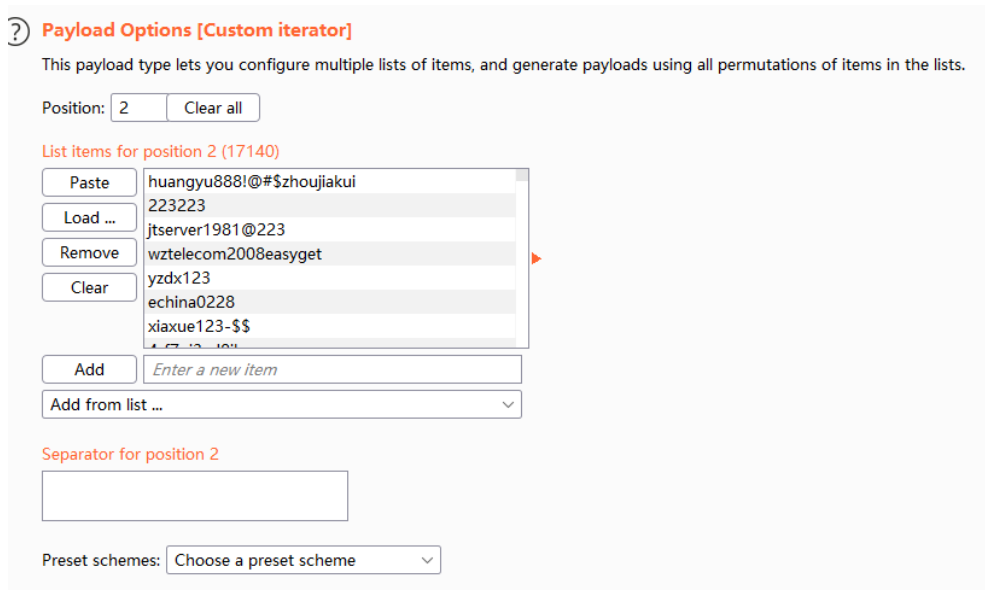 ?
Payload Options [Custom iterator]
This payload type lets you configure multiple lists of items, and generate payloads using all permutations of items in the lists.
Position: 2 Clear all
List items for position 2 (17140)
Paste
Load ...
Remove
Clear
huangyu888!@#$zhoujiakui
223223
jtserver1981@223
wztelecom2008easyget
yzdx123
echina0228
xiaxue123-$$
Add Enter a new item
Add from list ...
Separator for position 2
Preset schemes: Choose a preset scheme